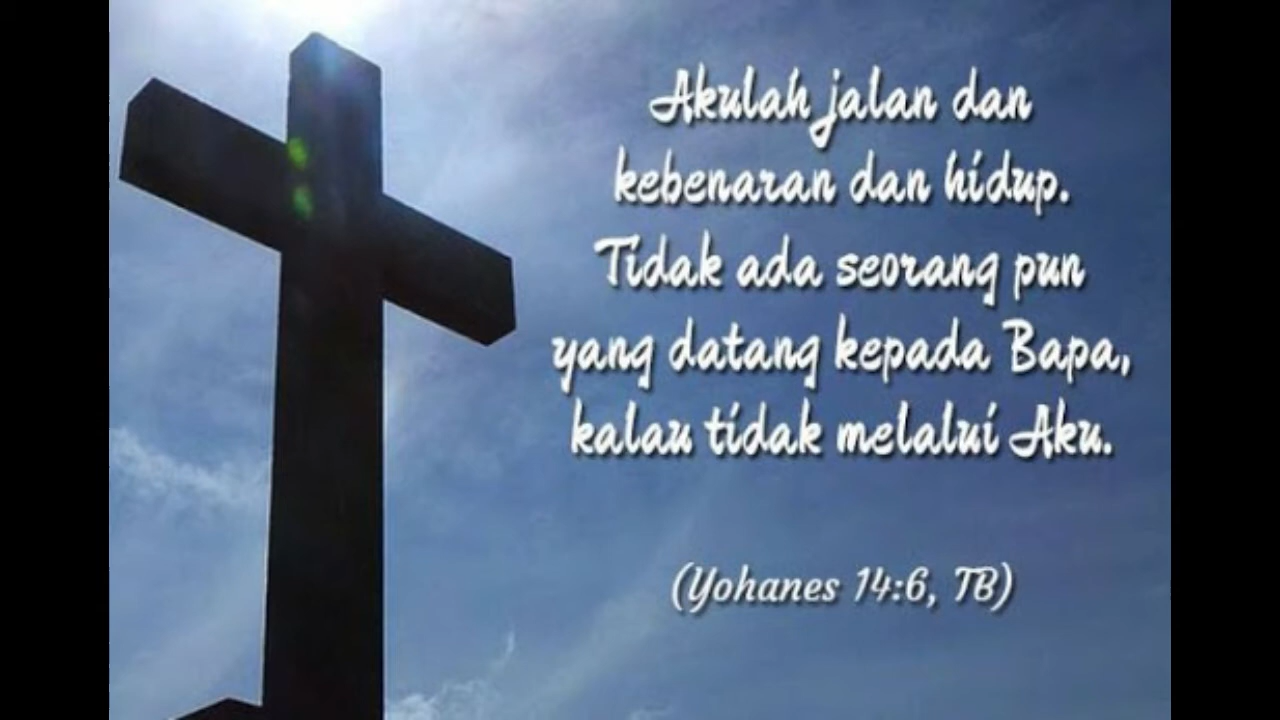 Akulah jalan dan
kebenaran dan hidup.
Tidak ada seorang pun
yang datang kepada Bapa,
kalau tidak melalui Aku.
(Yohanes 14:6, TB)